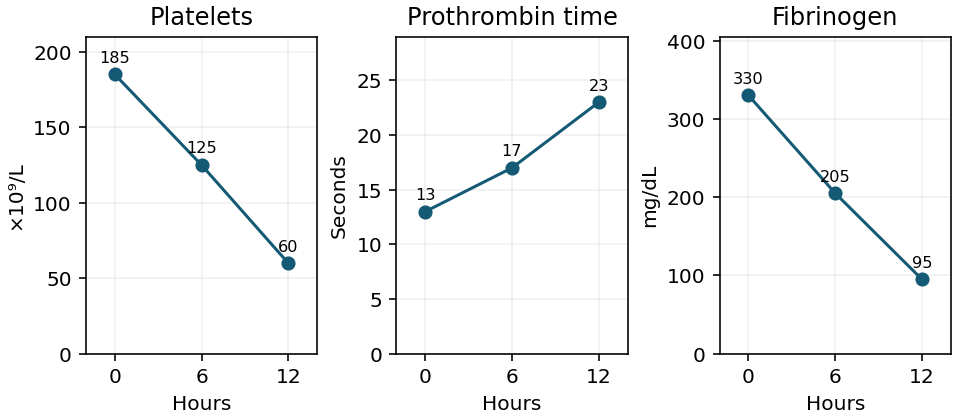 Platelets
×10⁹/L
200
150
100
50
0
185
125
60
0 6 12
Hours
Prothrombin time
Seconds
25
20
15
10
5
0
13
17
23
0 6 12
Hours
Fibrinogen
mg/dL
400
300
200
100
0
330
205
95
0 6 12
Hours